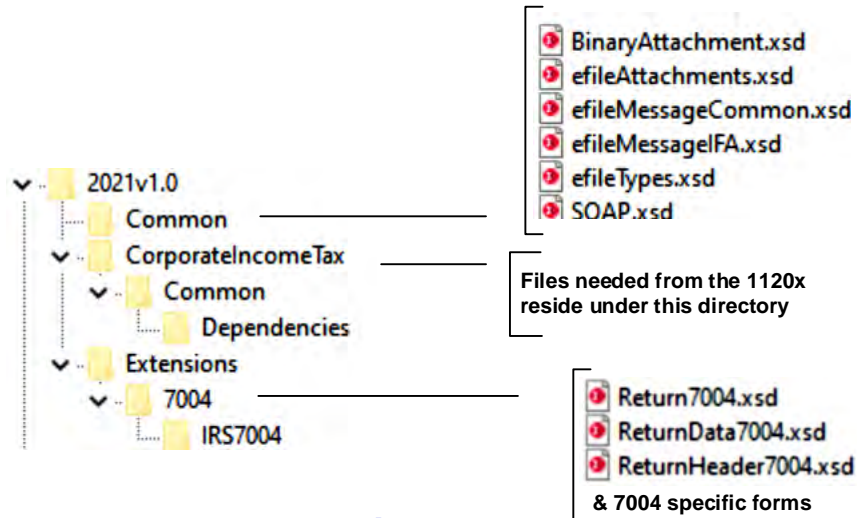 BinaryAttachment.xsd
efileAttachments.xsd
efileMessageCommon.xsd
efileMessageIFA.xsd
efileTypes.xsd
SOAP.xsd
2021v1.0
Common
CorporateIncomeTax
Common
Dependencies
Extensions
7004
IRS7004
Files needed from the 1120x
reside under this directory
Return7004.xsd
ReturnData7004.xsd
ReturnHeader7004.xsd
& 7004 specific forms